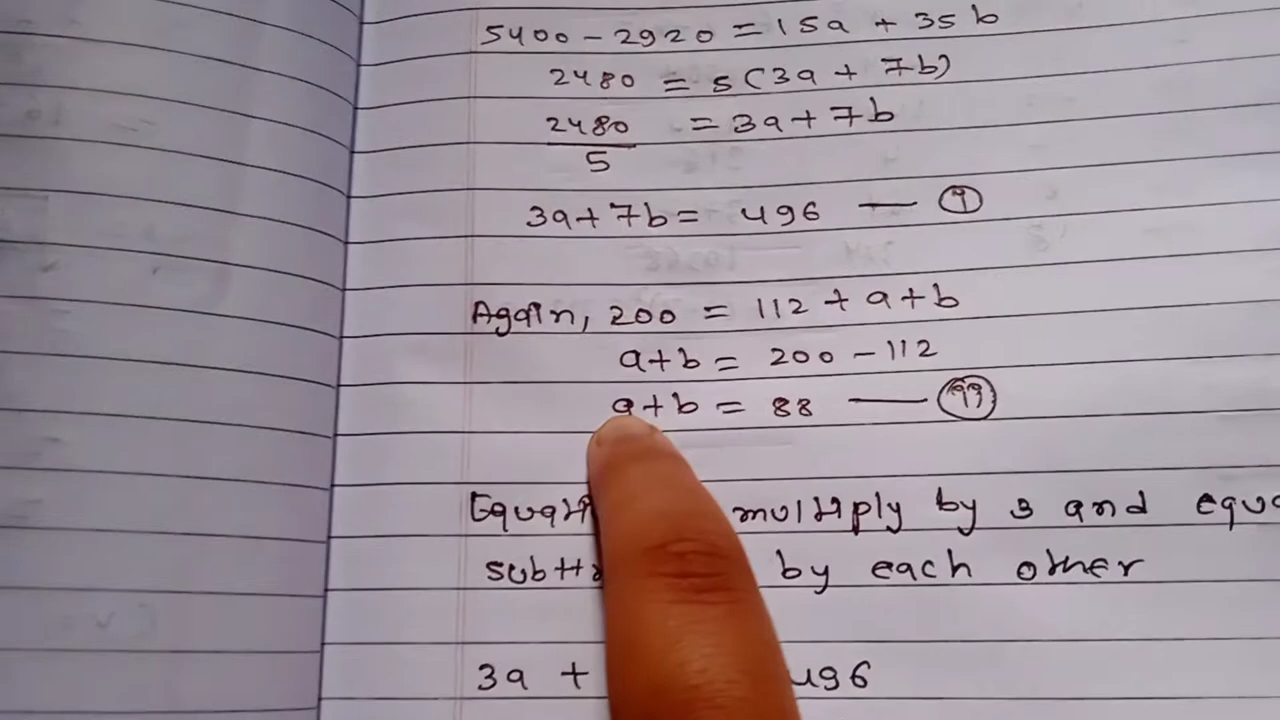 5400 - 2920 = 15a + 35b
2480 = 5(3a + 7b)
2480/5 = 3a + 7b
3a + 7b = 496 — (i)
Again, 200 = 112 + a + b
a + b = 200 - 112
a + b = 88 — (ii)
multiply by 3 and
by each other
3a + 496